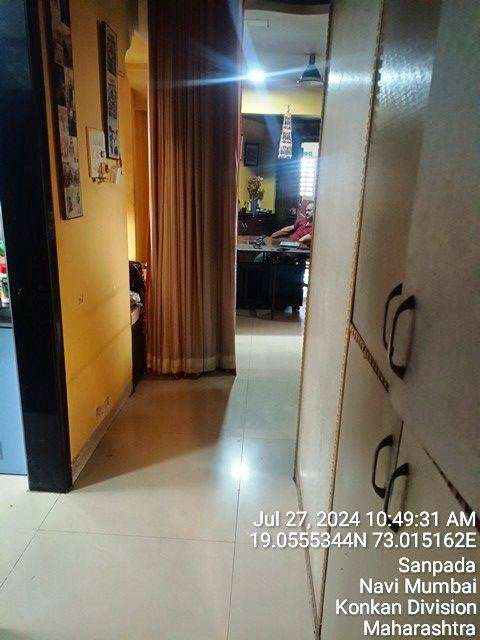 Jul 27, 2024 10:49:31 AM
19.0555344N 73.015162E
Sanpada
Navi Mumbai
Konkan Division
Maharashtra